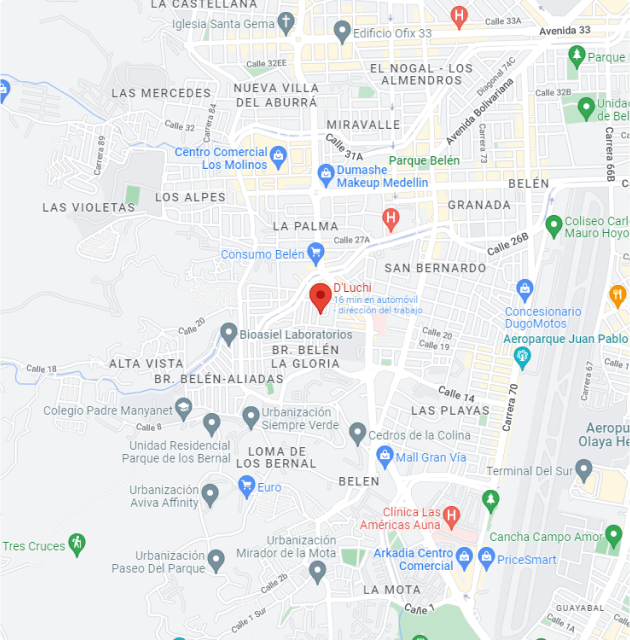 LA CASTELLANA
Iglesia Santa Gema
Edificio Ofix 33
Calle 33A
Avenida 33
Parque
Calle 32EE
EL NOGAL - LOS
ALMENDROS
Diagonal 74C
LAS MERCEDES
NUEVA VILLA
DEL ABURRÁ
Calle 32B
Unidad
de Bel
Calle 32
Carrera 84
Carrera 89
MIRAVALLE
Avenida Bolivariana
Carrera 73
Carrera 66B
Calle 31A
Centro Comercial
Los Molinos
Parque Belén
Dumashe
Makeup Medellin
BELÉN
LOS ALPES
LAS VIOLETAS
GRANADA
LA PALMA
Coliseo Carl
Mauro Hoyo
Calle 27A
Calle 26B
Consumo Belén
SAN BERNARDO
D'Luchi
16 min en automóvil
- dirección del trabajo
Concesionario
DugoMotos
Calle 20
Bioasiel Laboratorios
Calle 20
Calle 19
Aeroparque Juan Pablo
BR. BELÉN
LA GLORIA
ALTA VISTA
Calle 18
BR. BELÉN-ALIADAS
Carrera 67
Calle 14
Carrera 70
Colegio Padre Manyanet
Urbanización
Siempre Verde
LAS PLAYAS
Calle 8
Aerop
Olaya He
Cedros de la Colina
Unidad Residencial
Parque de los Bernal
LOMA DE
LOS BERNAL
Mall Gran Vía
Terminal Del Sur
BELEN
Urbanización
Aviva Affinity
Euro
Clínica Las
Américas Auna
Tres Cruces
Urbanización
Mirador de la Mota
Cancha Campo Amor
Urbanización
Paseo Del Parque
Arkadia Centro
Comercial
PriceSmart
Calle 2b
LA MOTA
Calle 1
GUAYABAL
Calle 1 Sur